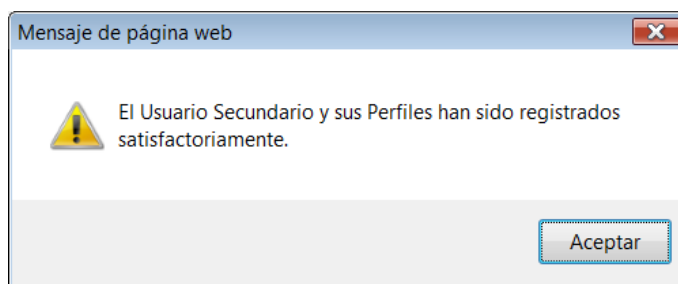 Mensaje de página web
El Usuario Secundario y sus Perfiles han sido registrados
satisfactoriamente.
Aceptar